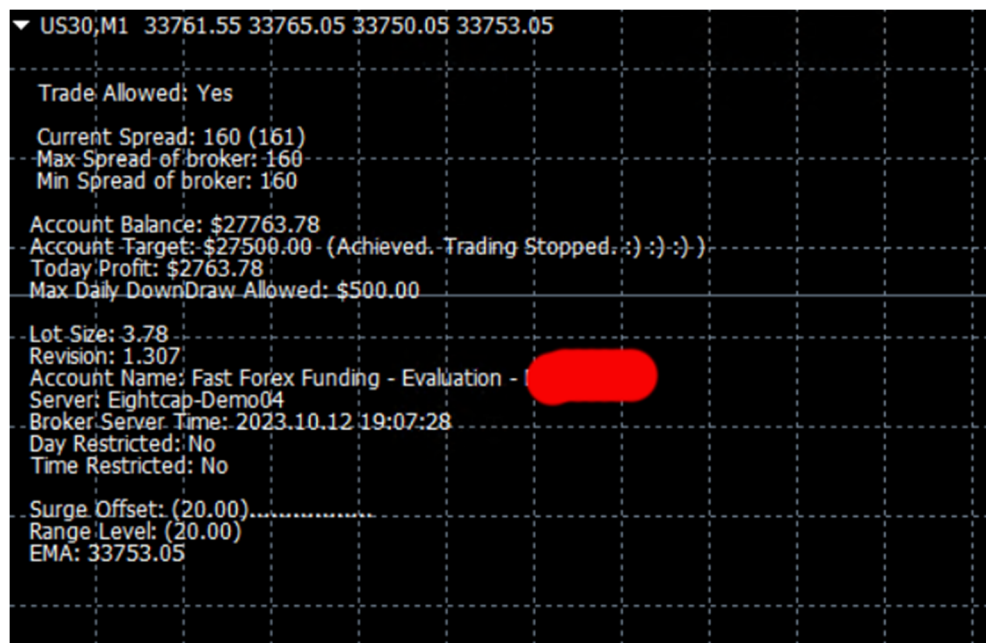 US30,M1 33761.55 33765.05 33750.05 33753.05
Trade Allowed: Yes
Current Spread: 160 (161)
Max Spread of broker: 160
Min Spread of broker: 160
Account Balance: $27763.78
Account Target: $27500.00 (Achieved. Trading Stopped. :) :) :) )
Today Profit: $2763.78
Max Daily DownDraw Allowed: $500.00
Lot Size: 3.78
Revision: 1.307
Account Name: Fast Forex Funding - Evaluation -
Server: Eightcap-Demo04
Broker Server Time: 2023.10.12 19:07:28
Day Restricted: No
Time Restricted: No
Surge Offset: (20.00).................
Range Level: (20.00)
EMA: 33753.05